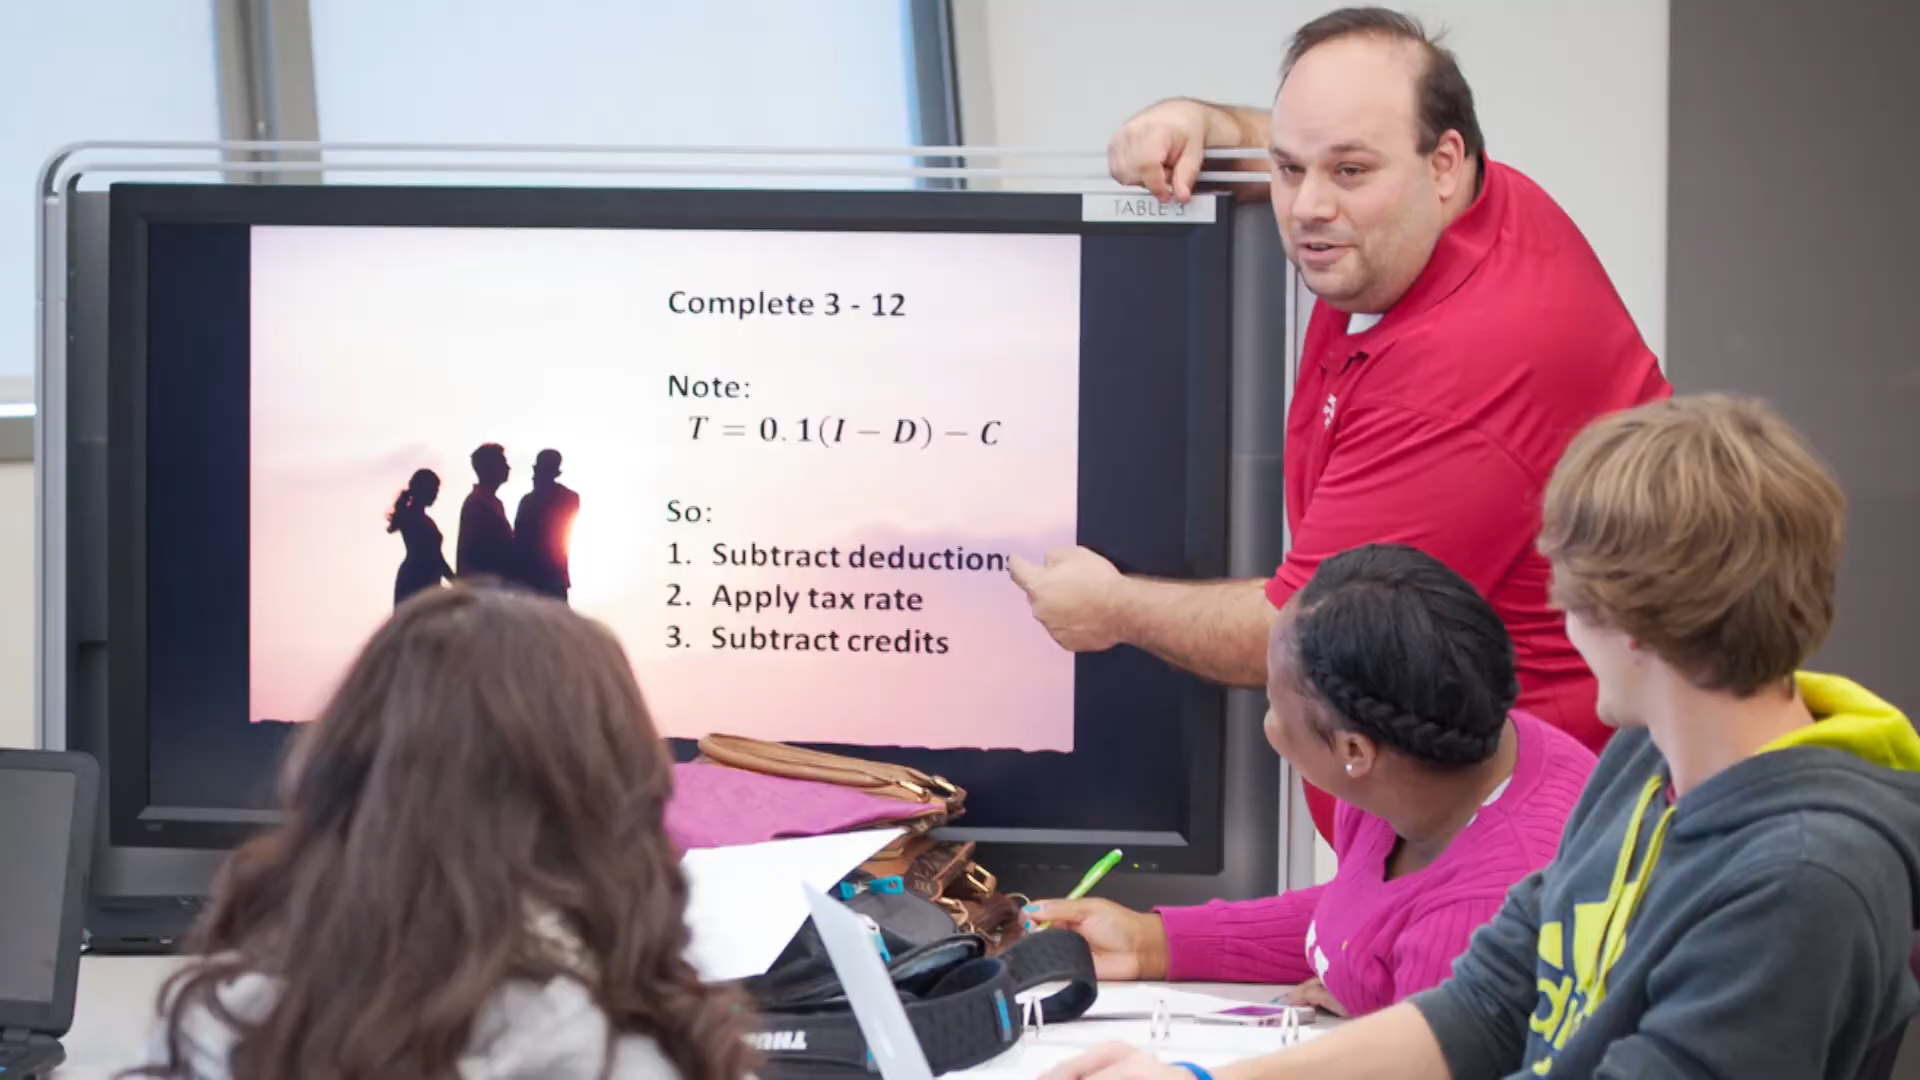 TABLE 3
Complete 3 - 12
Note:
T = 0.1(I − D) − C
So:
1. Subtract deductions
2. Apply tax rate
3. Subtract credits